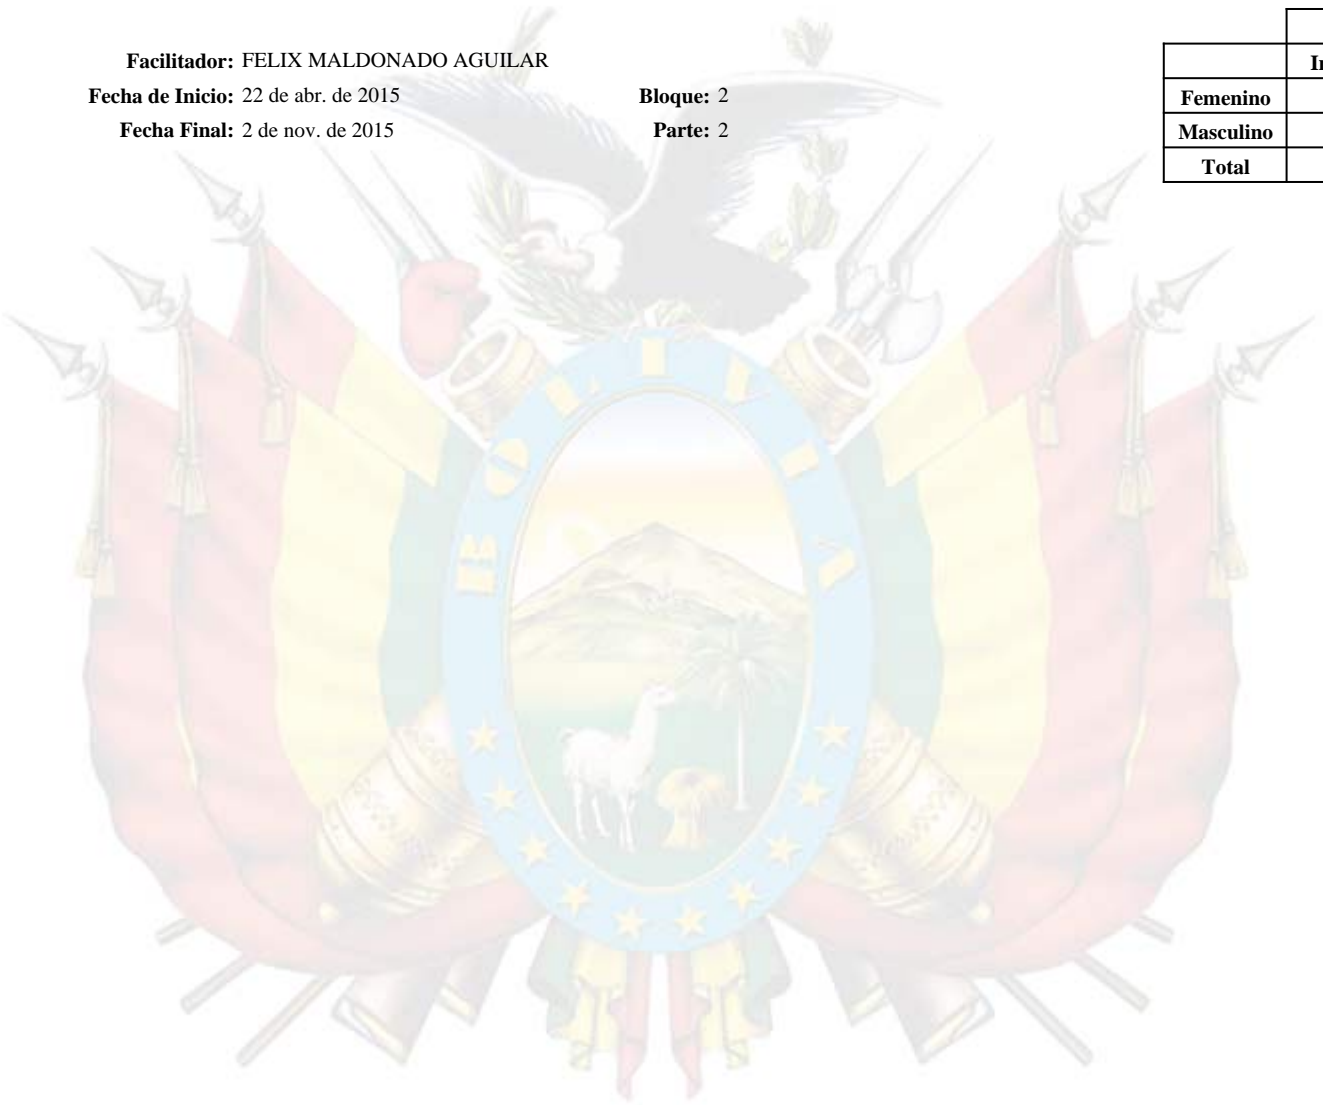 Facilitador: FELIX MALDONADO AGUILAR
Fecha de Inicio: 22 de abr. de 2015 Bloque: 2
Fecha Final: 2 de nov. de 2015 Parte: 2
Femenino
Masculino
Total
BOLIVIA